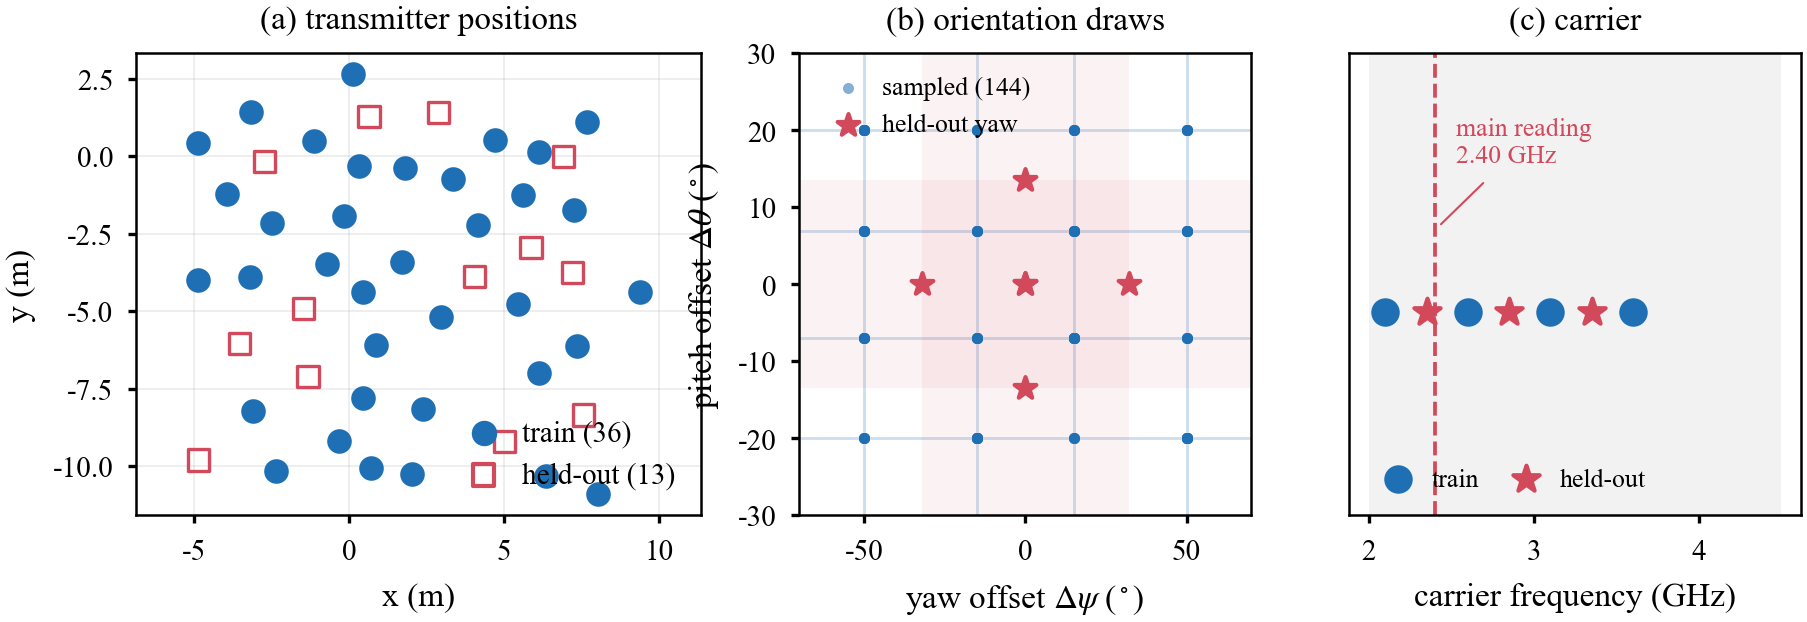 (a) transmitter positions
2.5
0.0
-2.5
-5.0
-7.5
-10.0
y (m)
train (36)
held-out (13)
-5
0
5
10
x (m)
(b) orientation draws
30
20
10
0
-10
-20
-30
pitch offset Δθ (°)
sampled (144)
held-out yaw
-50
0
50
yaw offset Δψ (°)
(c) carrier
main reading
2.40 GHz
train
held-out
2
3
4
carrier frequency (GHz)